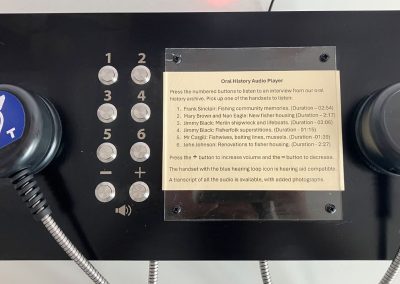 1 2
3 4
5 6
− +
T
Oral History Audio Player
Press the numbered buttons to listen to an interview from our oral
history archive. Pick up one of the handsets to listen.
1. Frank Sinclair: Fishing community memories. (Duration - 02:54)
2. Mary Brown and Nan Eagle: New fisher housing (Duration - 2:17)
3. Jimmy Black: Merlin shipwreck and lifeboats. (Duration - 02:06)
4. Jimmy Black: Fisherfolk superstitions. (Duration - 01:15)
5. Mr Casgki: Fishwives, baiting lines, mussels. (Duration -01:39)
6. John Johnson: Renovations to fisher housing. (Duration - 2:27)
Press the + button to increase volume and the − button to decrease.
The handset with the blue hearing loop icon is hearing aid compatible.
A transcript of all the audio is available, with added photographs.